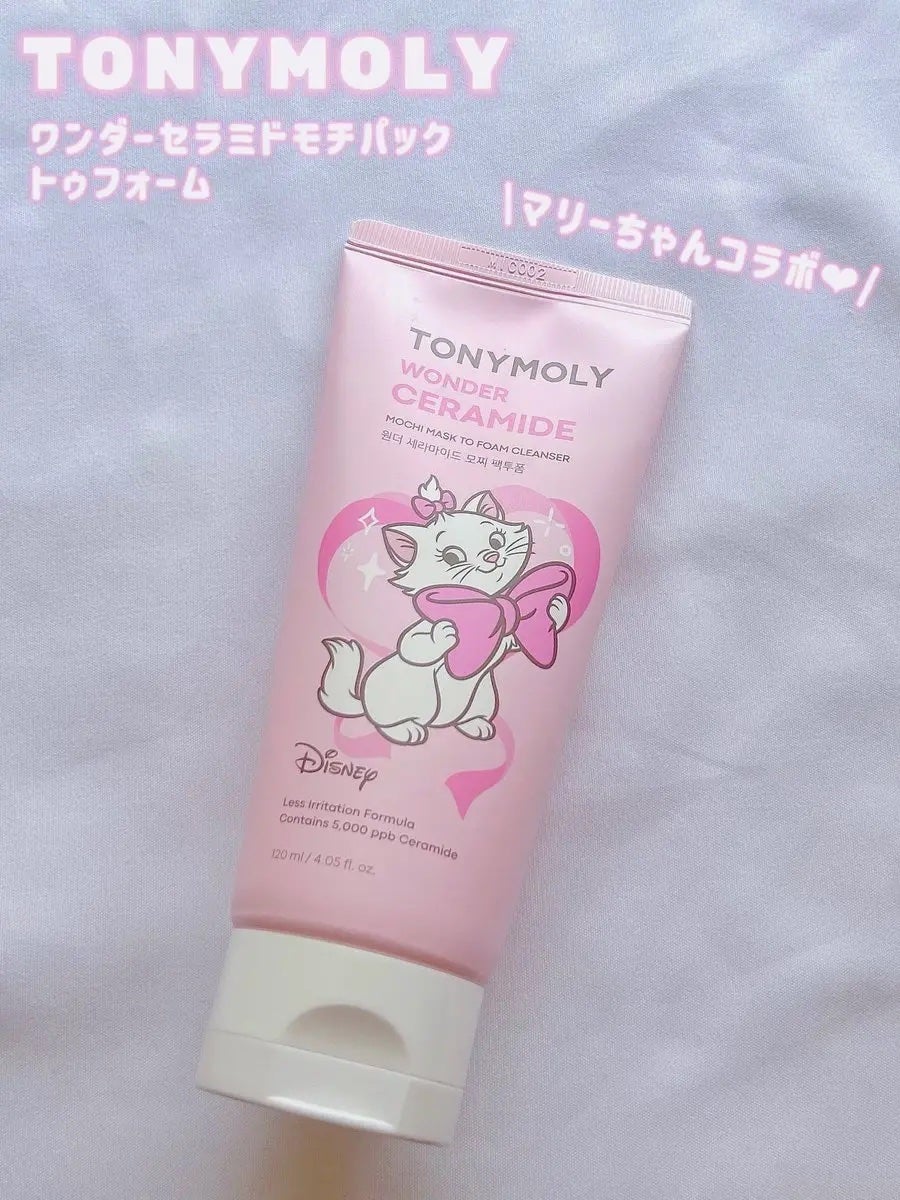 TONYMOLY
ワンダーセラミドモチパック
トゥフォーム
\マリーちゃんコラボ❤/
TONYMOLY
WONDER
CERAMIDE
MOCHI MASK TO FOAM CLEANSER
원더 세라마이드 모찌 팩투폼
Disney
Less Irritation Formula
Contains 5,000 ppb Ceramide
120 ml / 4.05 fl. oz.